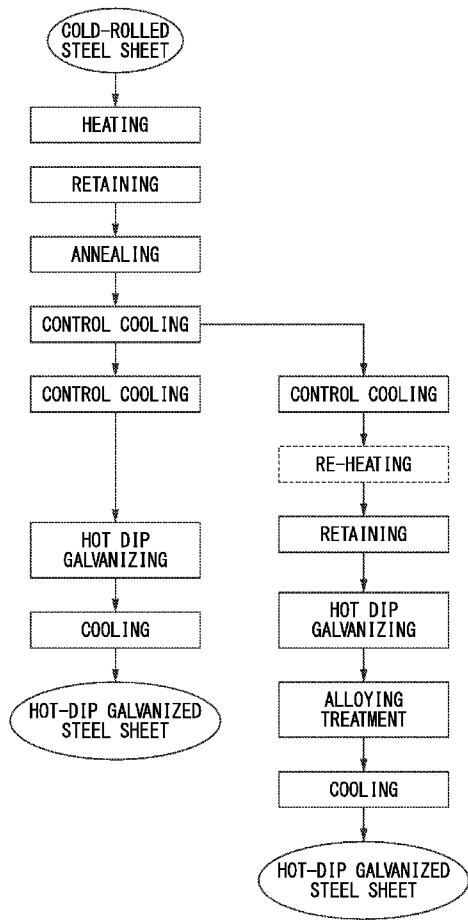 COLD-ROLLED
STEEL SHEET
HEATING
RETAINING
ANNEALING
CONTROL COOLING
CONTROL COOLING
HOT DIP
GALVANIZING
COOLING
HOT-DIP GALVANIZED
STEEL SHEET
CONTROL COOLING
RE-HEATING
RETAINING
HOT DIP
GALVANIZING
ALLOYING
TREATMENT
COOLING
HOT-DIP GALVANIZED
STEEL SHEET